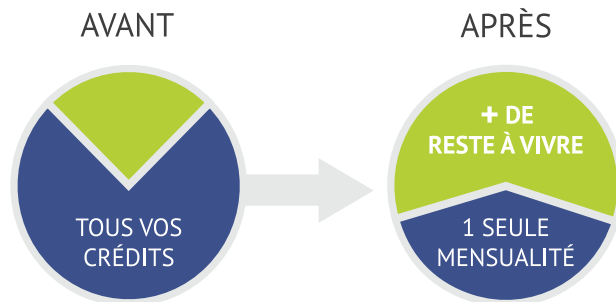 AVANT
APRÈS
TOUS VOS
CRÉDITS
+ DE
RESTE À VIVRE
1 SEULE
MENSUALITÉ